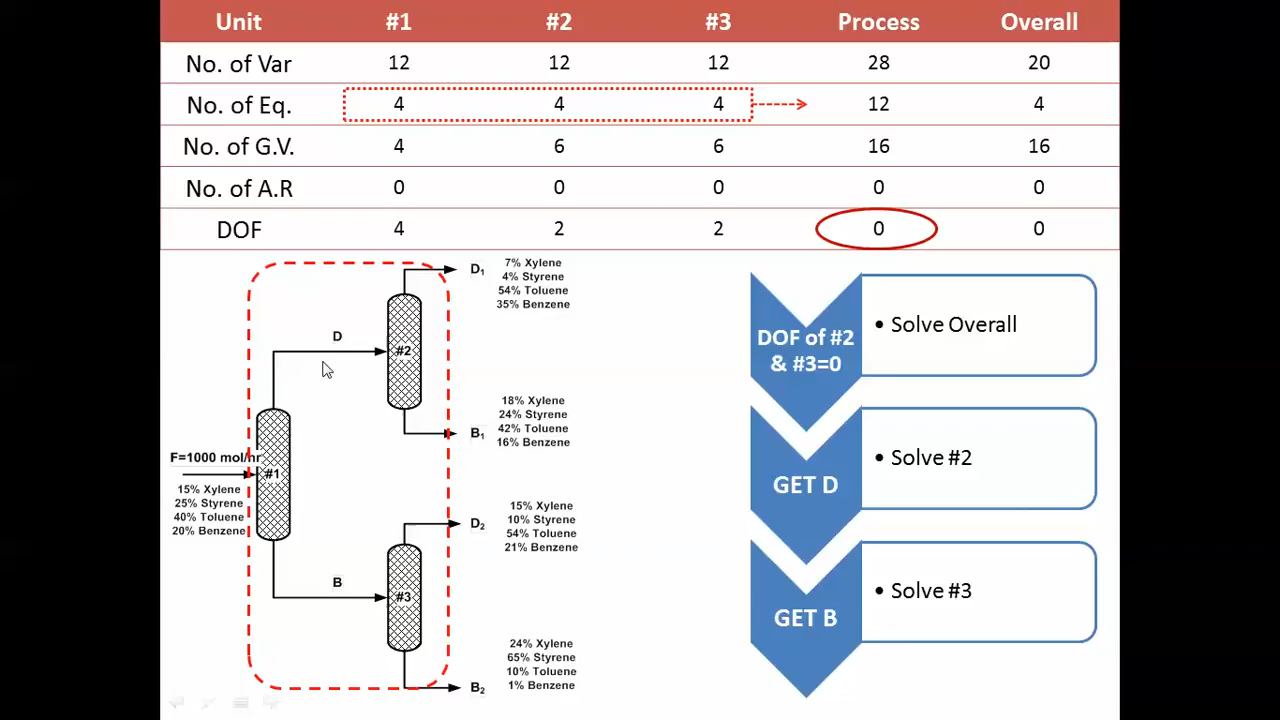 Unit #1 #2 #3 Process Overall
No. of Var 12 12 12 28 20
No. of Eq. 4 4 4 12 4
No. of G.V. 4 6 6 16 16
No. of A.R 0 0 0 0 0
DOF 4 2 2 0 0
D1
7% Xylene
4% Styrene
54% Toluene
35% Benzene
D
#2
18% Xylene
24% Styrene
42% Toluene
16% Benzene
B1
F=1000 mol/hr
#1
15% Xylene
25% Styrene
40% Toluene
20% Benzene
D2
15% Xylene
10% Styrene
54% Toluene
21% Benzene
B
#3
24% Xylene
65% Styrene
10% Toluene
1% Benzene
B2
DOF of #2
& #3=0
• Solve Overall
GET D
• Solve #2
GET B
• Solve #3